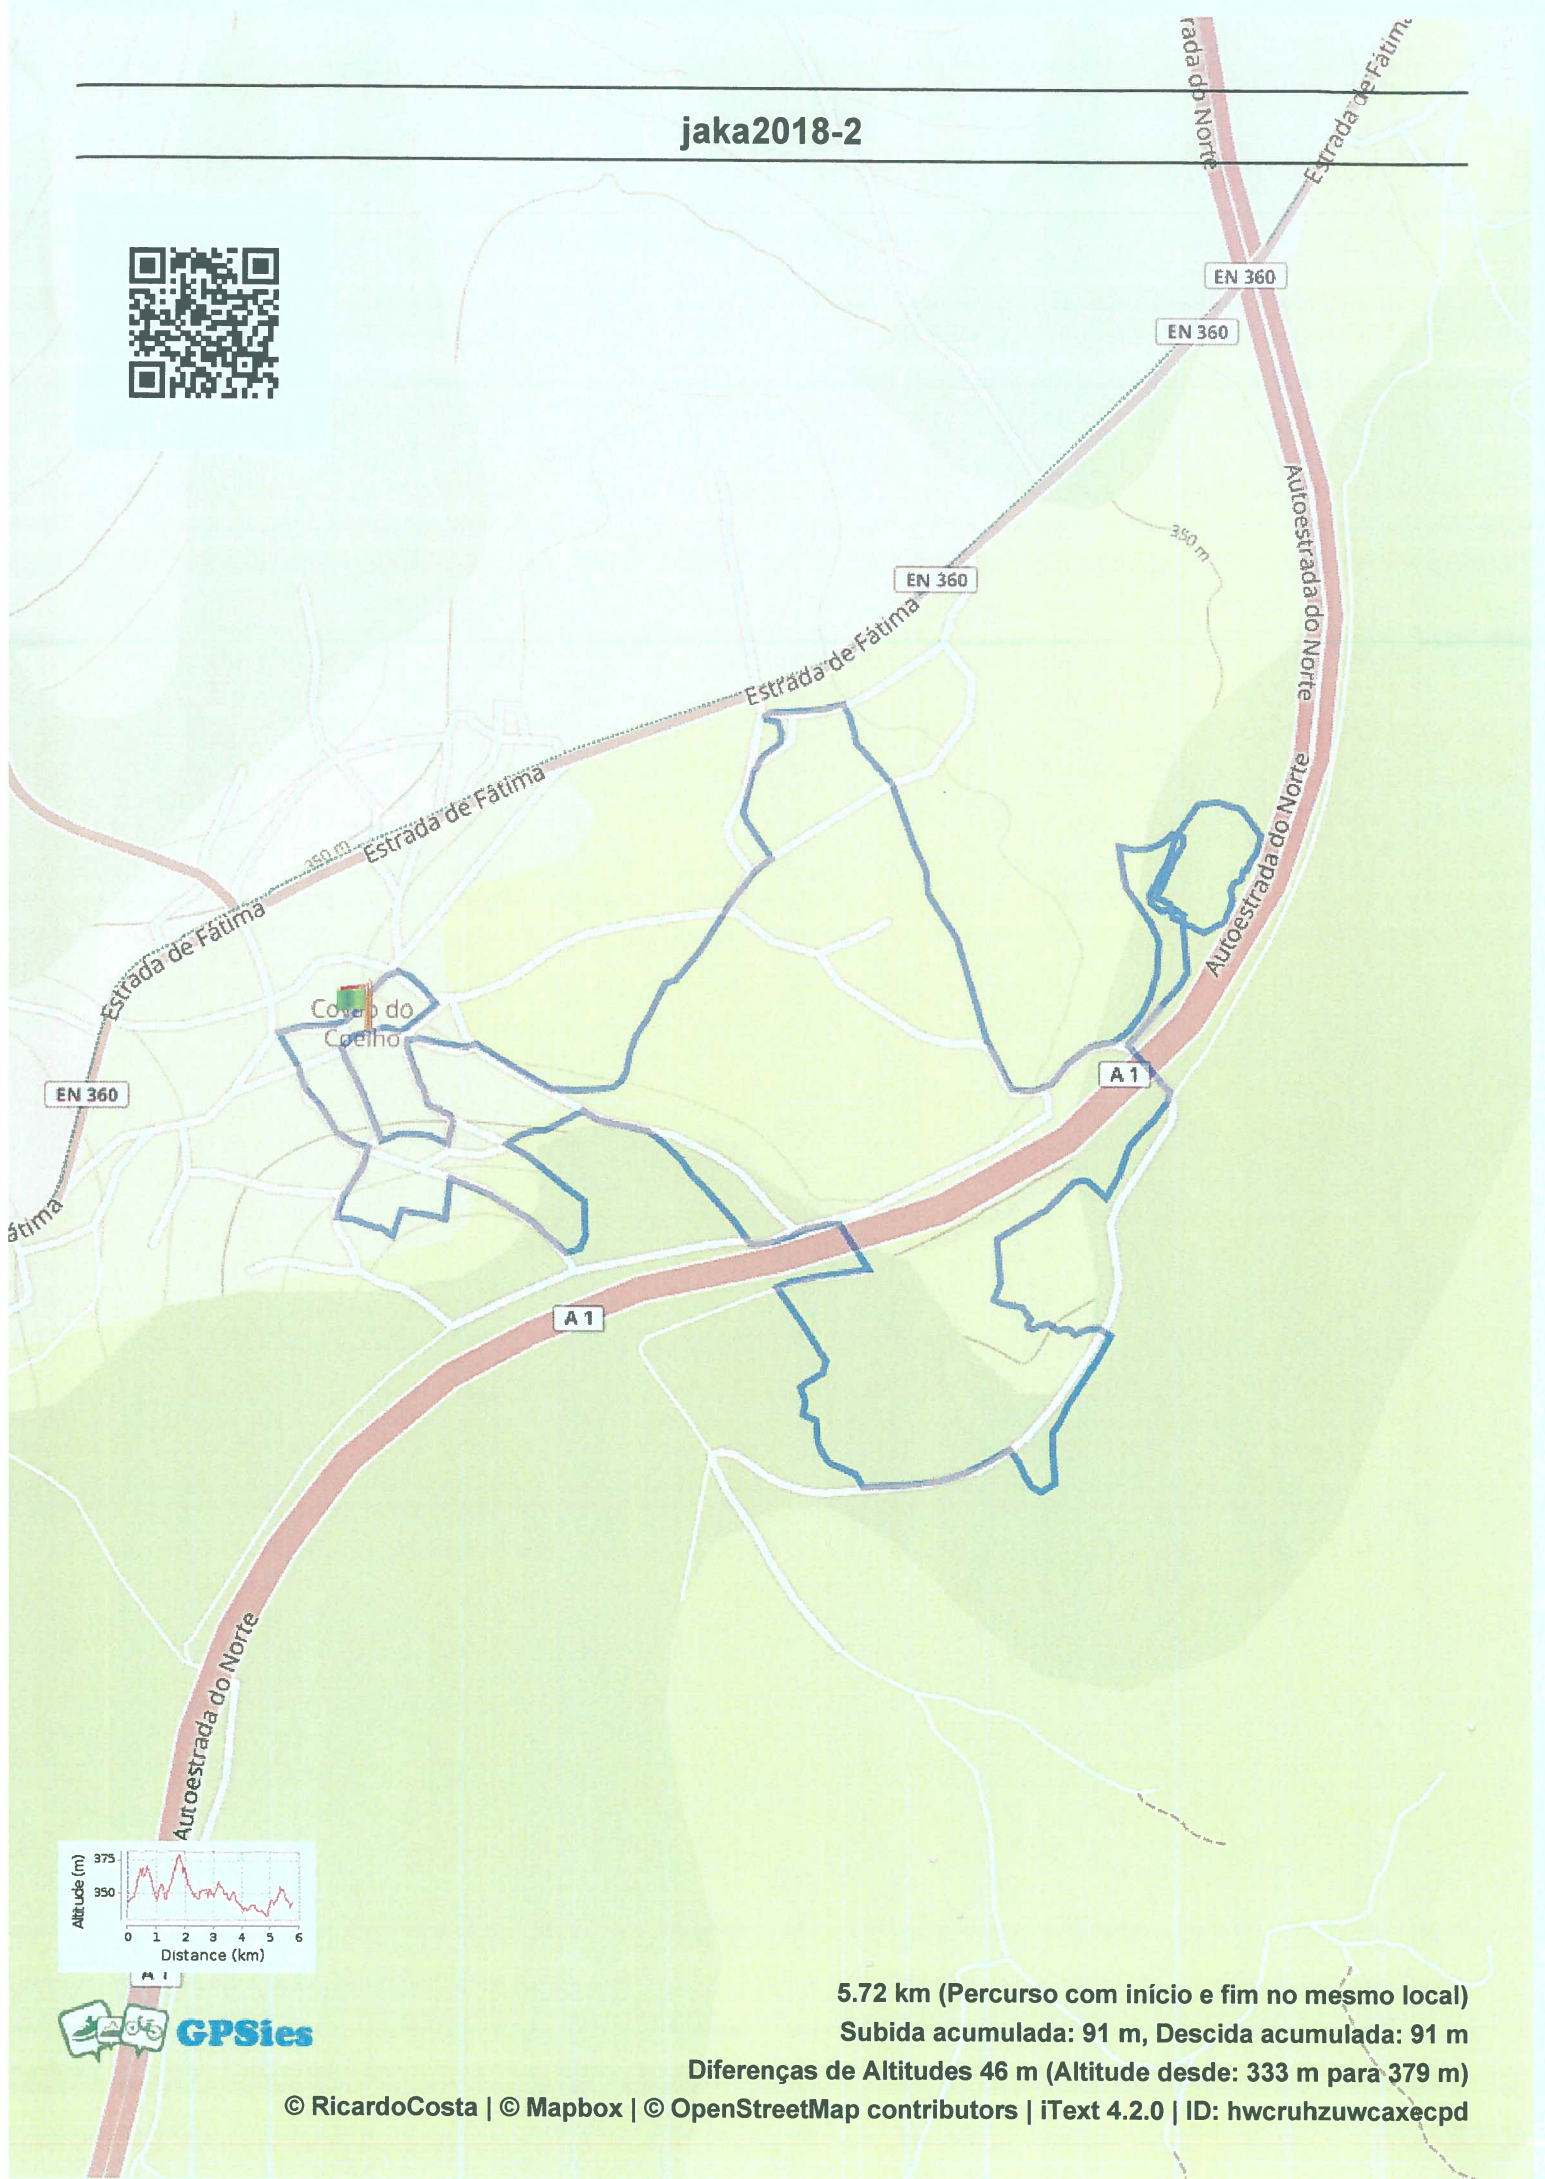 rada do Norte
Estrada de Fátima
jaka2018-2
EN 360
EN 360
Autoestrada do Norte
350 m
EN 360
Estrada de Fátima
Estrada de Fátima
350 m
Autoestrada do Norte
Estrada de Fátima
Covão do
Coelho
A 1
EN 360
átima
A 1
Autoestrada do Norte
Altitude (m)
375
350
0 1 2 3 4 5 6
Distance (km)
A 1
GPSies
5.72 km (Percurso com início e fim no mesmo local)
Subida acumulada: 91 m, Descida acumulada: 91 m
Diferenças de Altitudes 46 m (Altitude desde: 333 m para 379 m)
© RicardoCosta | © Mapbox | © OpenStreetMap contributors | iText 4.2.0 | ID: hwcruhzuwcaxecpd